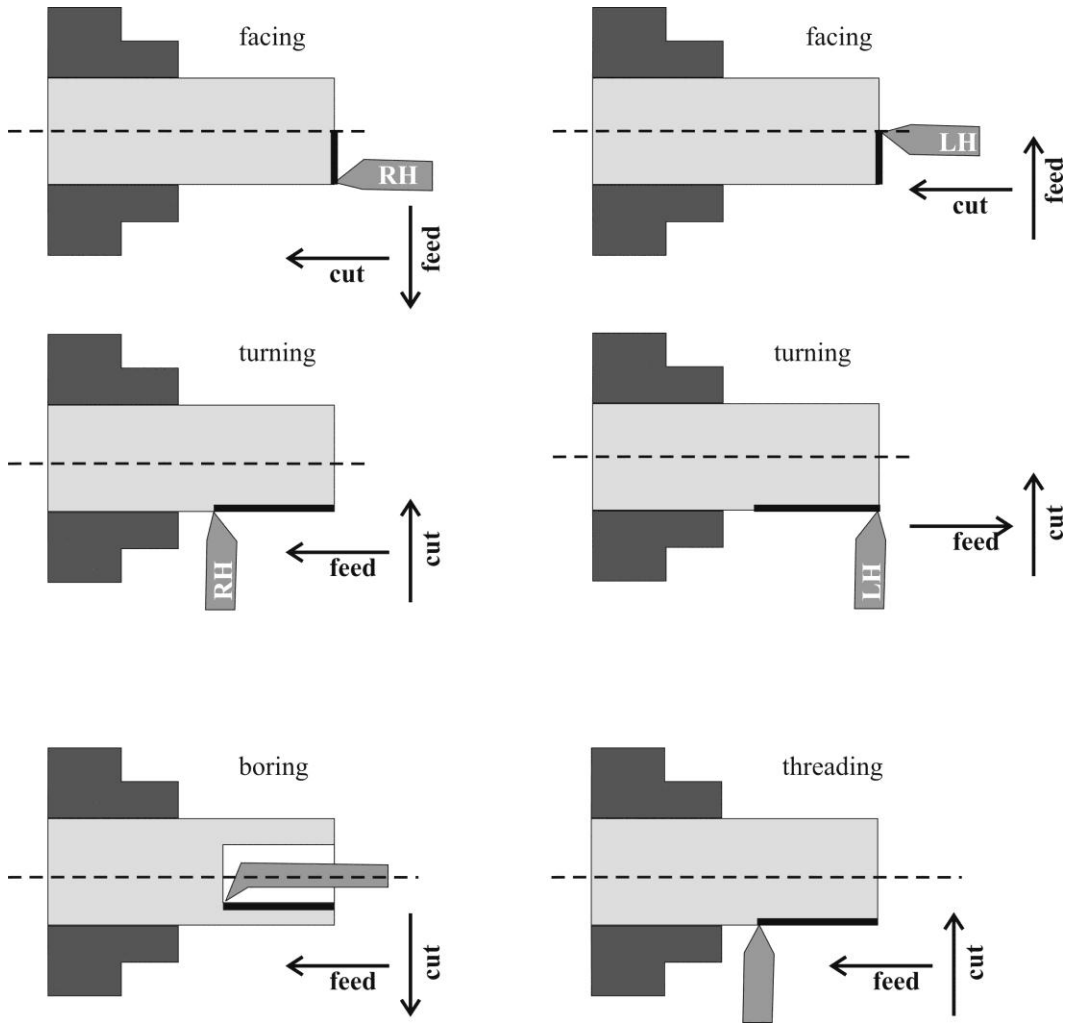 facing
RH
cut
feed
facing
LH
cut
feed
turning
RH
feed
cut
turning
LH
feed
cut
boring
feed
cut
threading
feed
cut